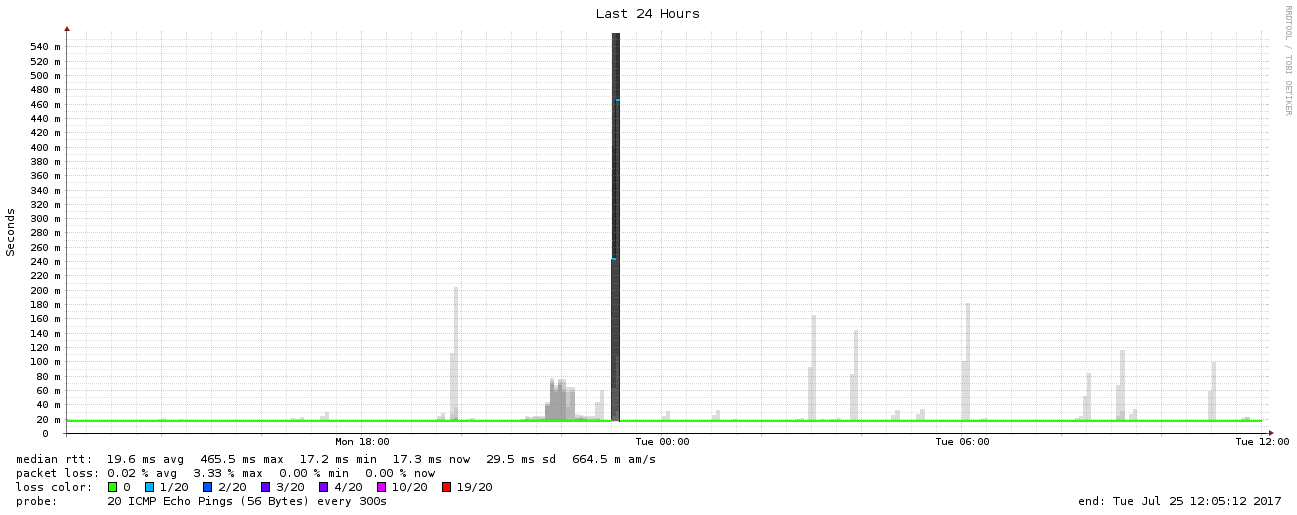 Last 24 Hours
RRDTOOL / TOBI OETIKER
Seconds
540 m
520 m
500 m
480 m
460 m
440 m
420 m
400 m
380 m
360 m
340 m
320 m
300 m
280 m
260 m
240 m
220 m
200 m
180 m
160 m
140 m
120 m
100 m
80 m
60 m
40 m
20 m
0
Mon 18:00 Tue 00:00 Tue 06:00 Tue 12:00
median rtt: 19.6 ms avg 465.5 ms max 17.2 ms min 17.3 ms now 29.5 ms sd 664.5 m am/s
packet loss: 0.02 % avg 3.33 % max 0.00 % min 0.00 % now
loss color: 0 1/20 2/20 3/20 4/20 10/20 19/20
probe: 20 ICMP Echo Pings (56 Bytes) every 300s end: Tue Jul 25 12:05:12 2017